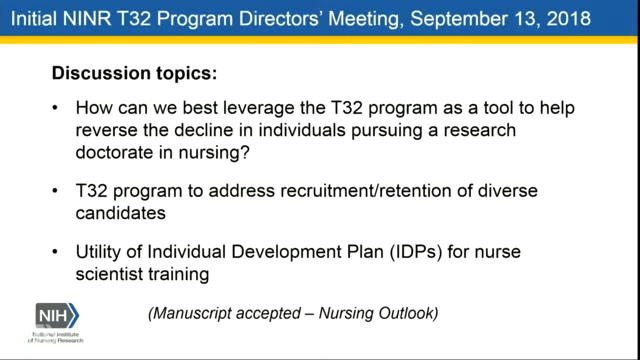 Initial NINR T32 Program Directors' Meeting, September 13, 2018
Discussion topics:
• How can we best leverage the T32 program as a tool to help
reverse the decline in individuals pursuing a research
doctorate in nursing?
• T32 program to address recruitment/retention of diverse
candidates
• Utility of Individual Development Plan (IDPs) for nurse
scientist training
(Manuscript accepted – Nursing Outlook)
NIH
National Institute
of Nursing Research